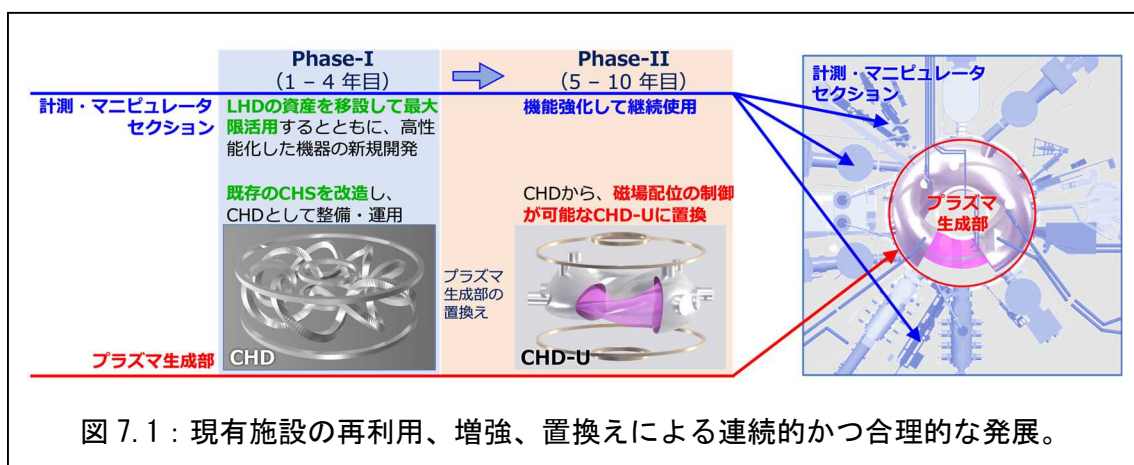 Phase-I
（1 – 4 年目）
Phase-II
（5 – 10 年目）
計測・マニピュレータ
セクション
LHDの資産を移設して最大
限活用するとともに、高性
能化した機器の新規開発
機能強化して継続使用
既存のCHSを改造し、
CHDとして整備・運用
CHDから、磁場配位の制御
が可能なCHD-Uに置換
プラズマ
生成部の
置換え
CHD
CHD-U
プラズマ生成部
計測・マニピュレータ
セクション
プラズマ
生成部
図 7.1：現有施設の再利用、増強、置換えによる連続的かつ合理的な発展。